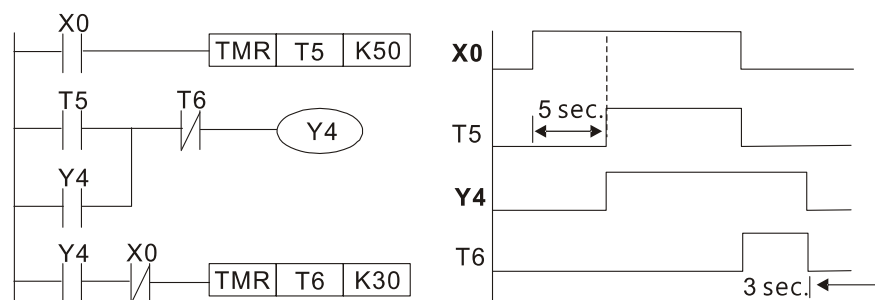 X0
TMR T5 K50
T5
T6
Y4
Y4
Y4
X0
TMR T6 K30
X0
5 sec.
T5
Y4
T6
3 sec.